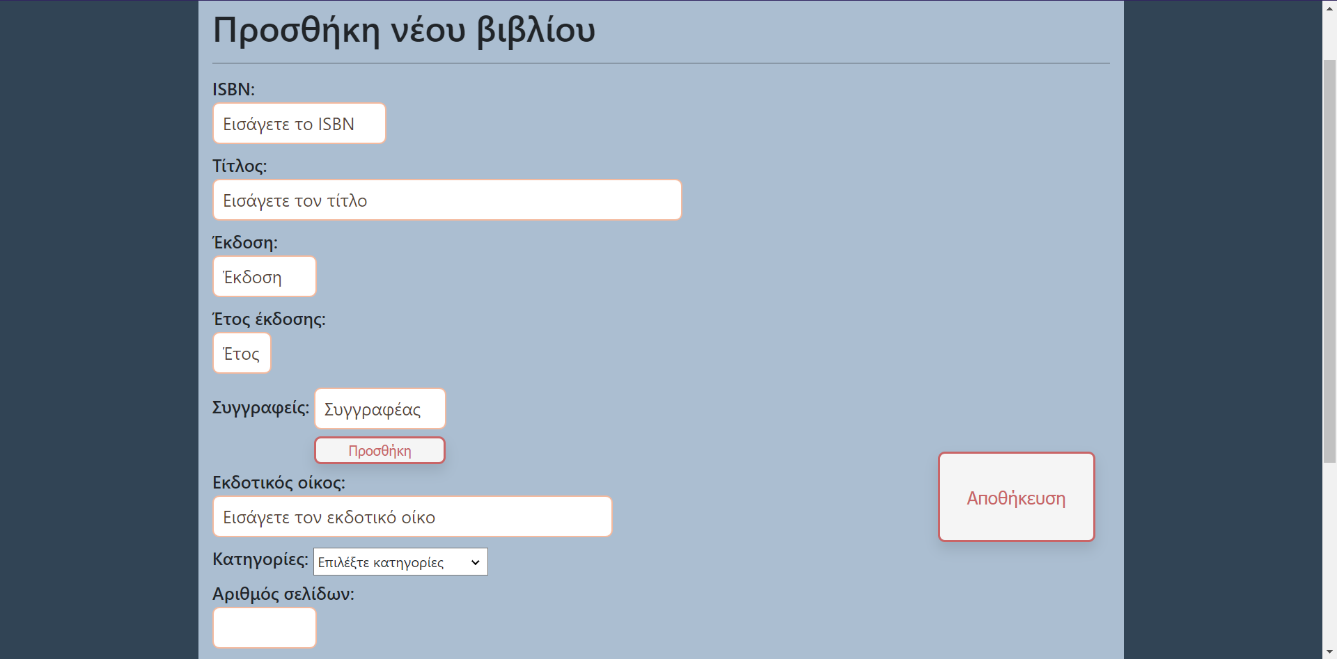 Προσθήκη νέου βιβλίου
ISBN:
Εισάγετε το ISBN
Τίτλος:
Εισάγετε τον τίτλο
Έκδοση:
Έκδοση
Έτος έκδοσης:
Έτος
Συγγραφείς: Συγγραφέας
Προσθήκη
Εκδοτικός οίκος:
Εισάγετε τον εκδοτικό οίκο
Αποθήκευση
Κατηγορίες: Επιλέξτε κατηγορίες
Αριθμός σελίδων: